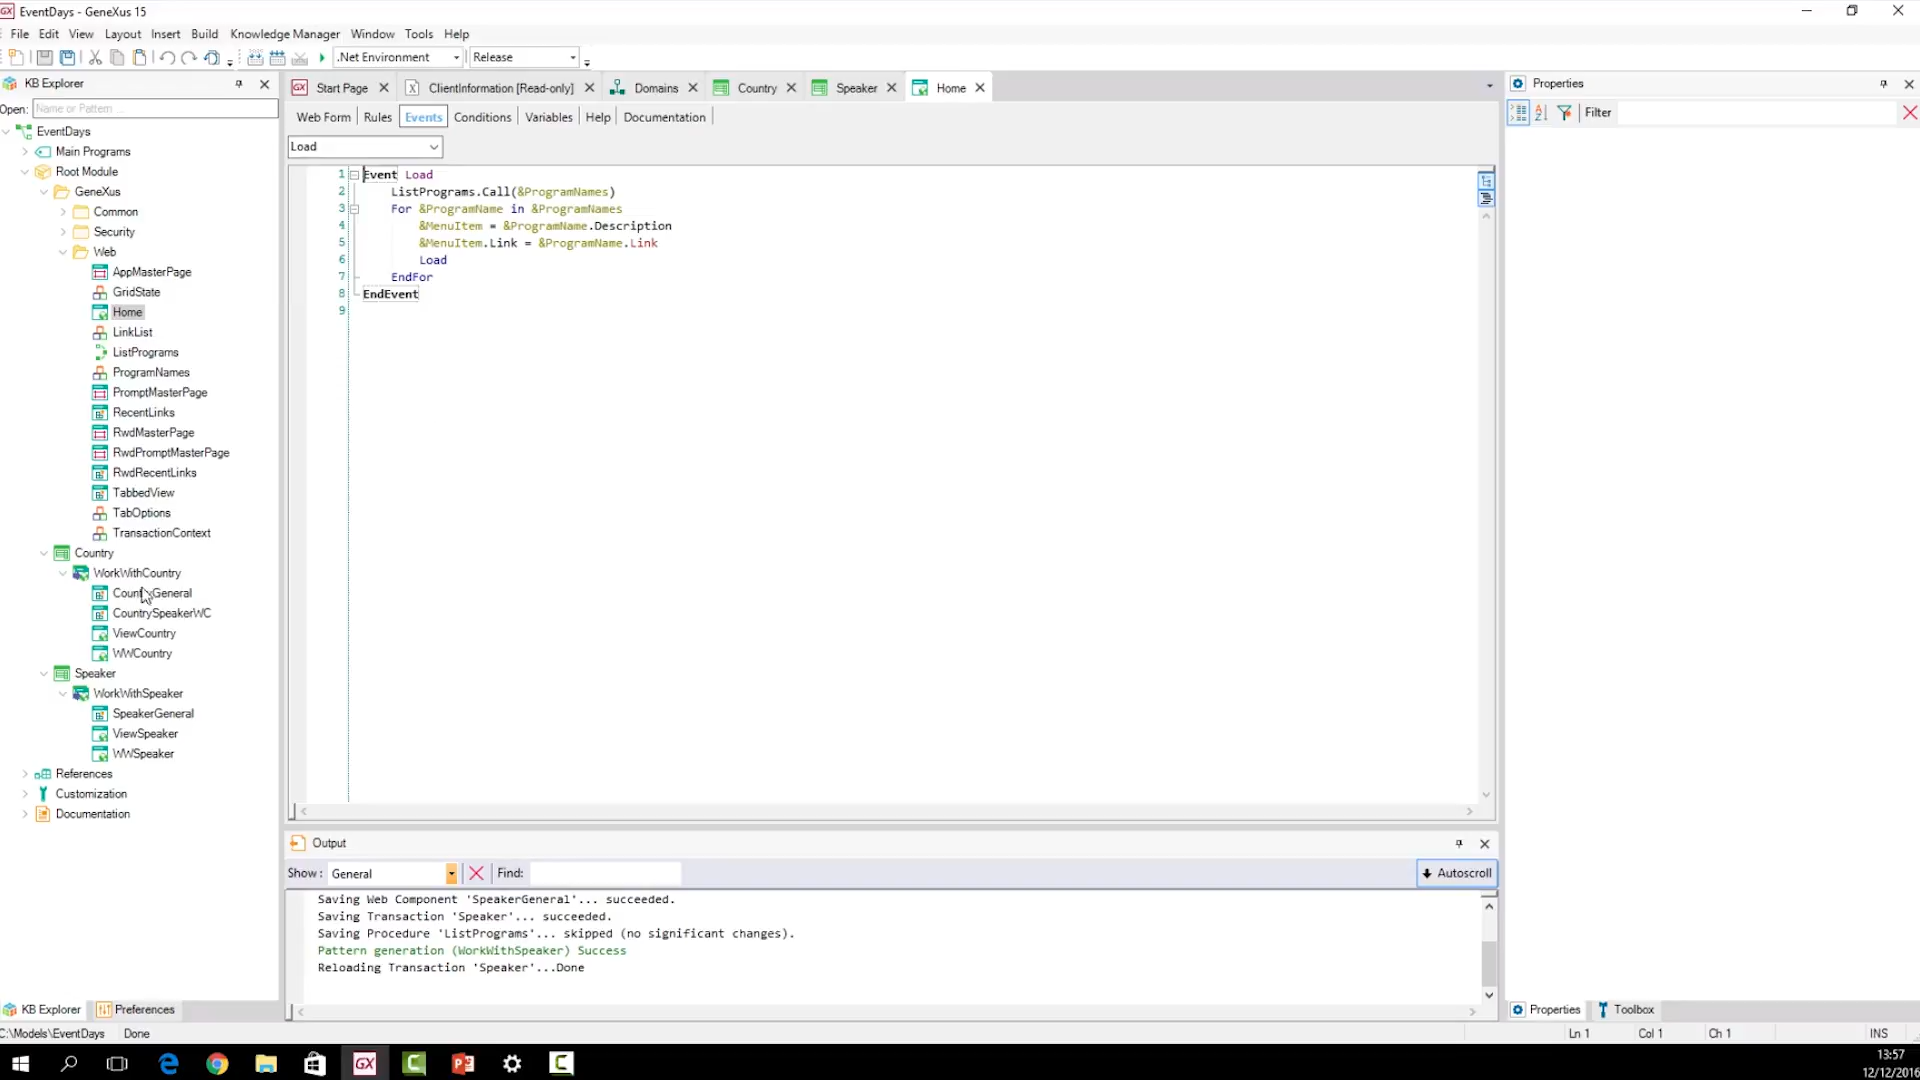 EventDays - GeneXus 15
File Edit View Layout Insert Build Knowledge Manager Window Tools Help
.Net Environment Release
KB Explorer
Open: Name or Pattern ...
EventDays
Main Programs
Root Module
GeneXus
Common
Security
Web
AppMasterPage
GridState
Home
LinkList
ListPrograms
ProgramNames
PromptMasterPage
RecentLinks
RwdMasterPage
RwdPromptMasterPage
RwdRecentLinks
TabbedView
TabOptions
TransactionContext
Country
WorkWithCountry
CountryGeneral
CountrySpeakerWC
ViewCountry
WWCountry
Speaker
WorkWithSpeaker
SpeakerGeneral
ViewSpeaker
WWSpeaker
References
Customization
Documentation
KB Explorer Preferences
Start Page ClientInformation [Read-only] Domains Country Speaker Home
Web Form Rules Events Conditions Variables Help Documentation
Load
1 Event Load
2 ListPrograms.Call(&ProgramNames)
3 For &ProgramName in &ProgramNames
4 &MenuItem = &ProgramName.Description
5 &MenuItem.Link = &ProgramName.Link
6 Load
7 EndFor
8 EndEvent
9
Output
Show: General Find: Autoscroll
Saving Web Component 'SpeakerGeneral'... succeeded.
Saving Transaction 'Speaker'... succeeded.
Saving Procedure 'ListPrograms'... skipped (no significant changes).
Pattern generation (WorkWithSpeaker) Success
Reloading Transaction 'Speaker'...Done
Properties
Filter
Properties Toolbox
C:\Models\EventDays Done Ln 1 Col 1 Ch 1 INS
13:57
12/12/2016